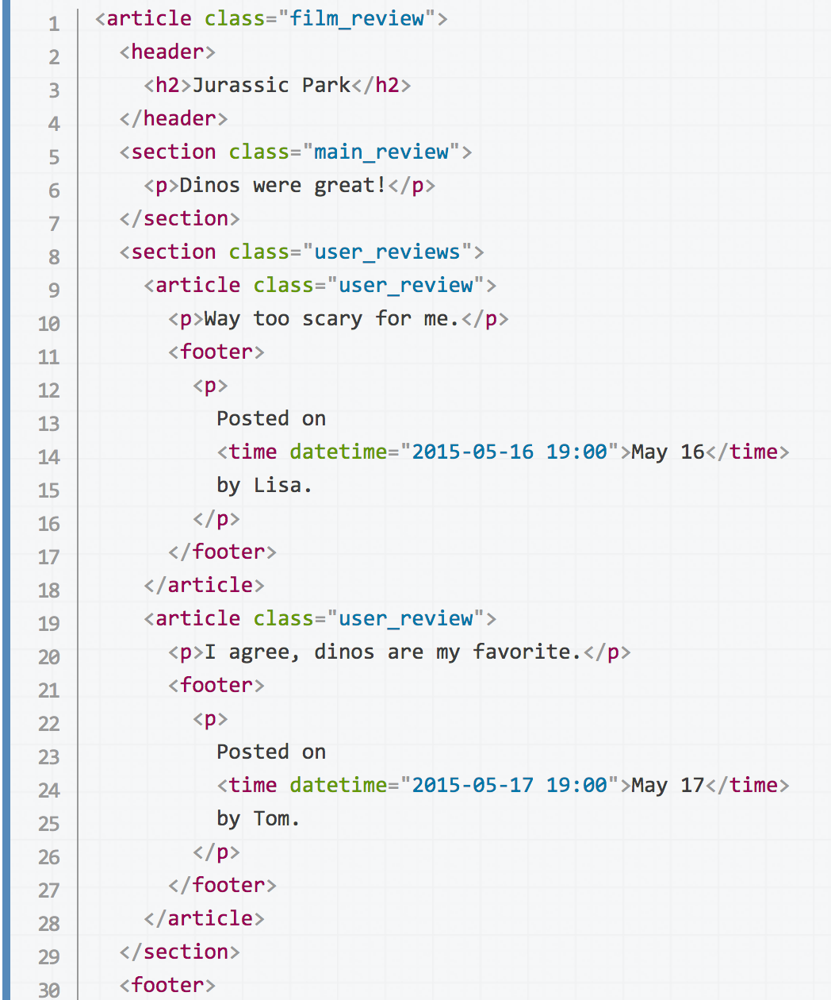 1 <article class="film_review">
2   <header>
3     <h2>Jurassic Park</h2>
4   </header>
5   <section class="main_review">
6     <p>Dinos were great!</p>
7   </section>
8   <section class="user_reviews">
9     <article class="user_review">
10       <p>Way too scary for me.</p>
11       <footer>
12         <p>
13           Posted on
14           <time datetime="2015-05-16 19:00">May 16</time>
15           by Lisa.
16         </p>
17       </footer>
18     </article>
19     <article class="user_review">
20       <p>I agree, dinos are my favorite.</p>
21       <footer>
22         <p>
23           Posted on
24           <time datetime="2015-05-17 19:00">May 17</time>
25           by Tom.
26         </p>
27       </footer>
28     </article>
29   </section>
30   <footer>